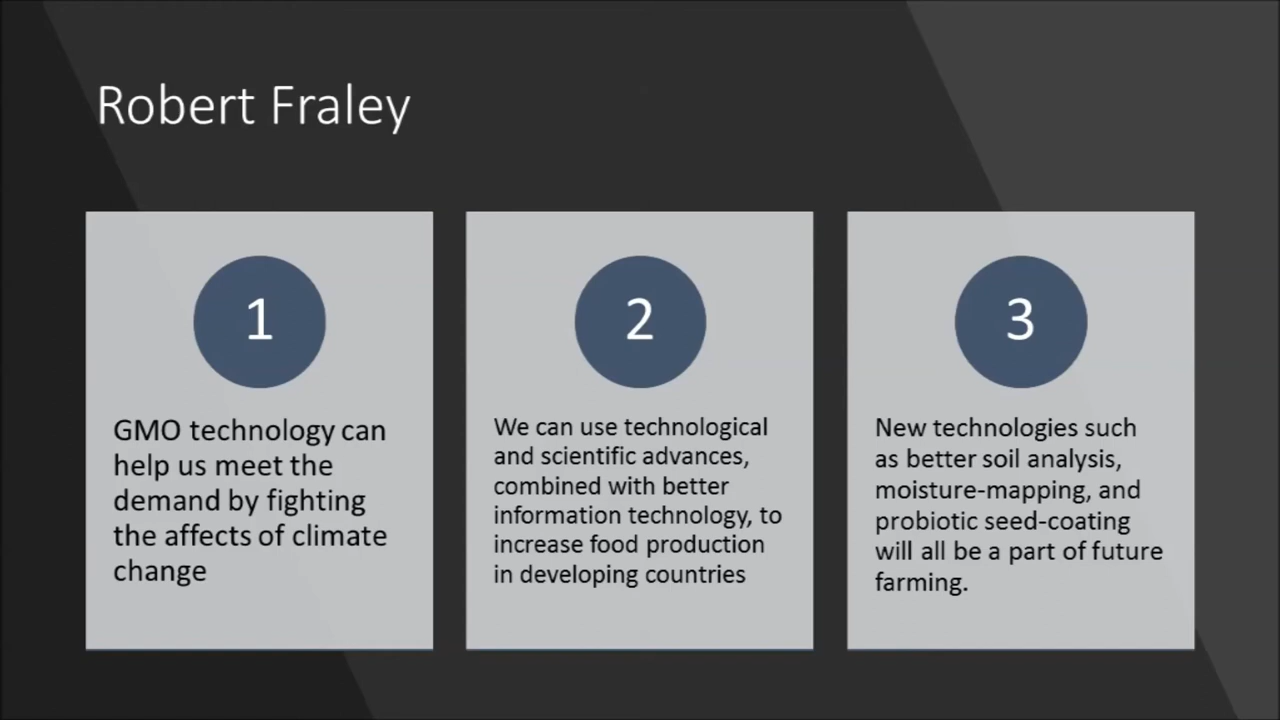 Robert Fraley
1
GMO technology can
help us meet the
demand by fighting
the affects of climate
change
2
We can use technological
and scientific advances,
combined with better
information technology, to
increase food production
in developing countries
3
New technologies such
as better soil analysis,
moisture-mapping, and
probiotic seed-coating
will all be a part of future
farming.